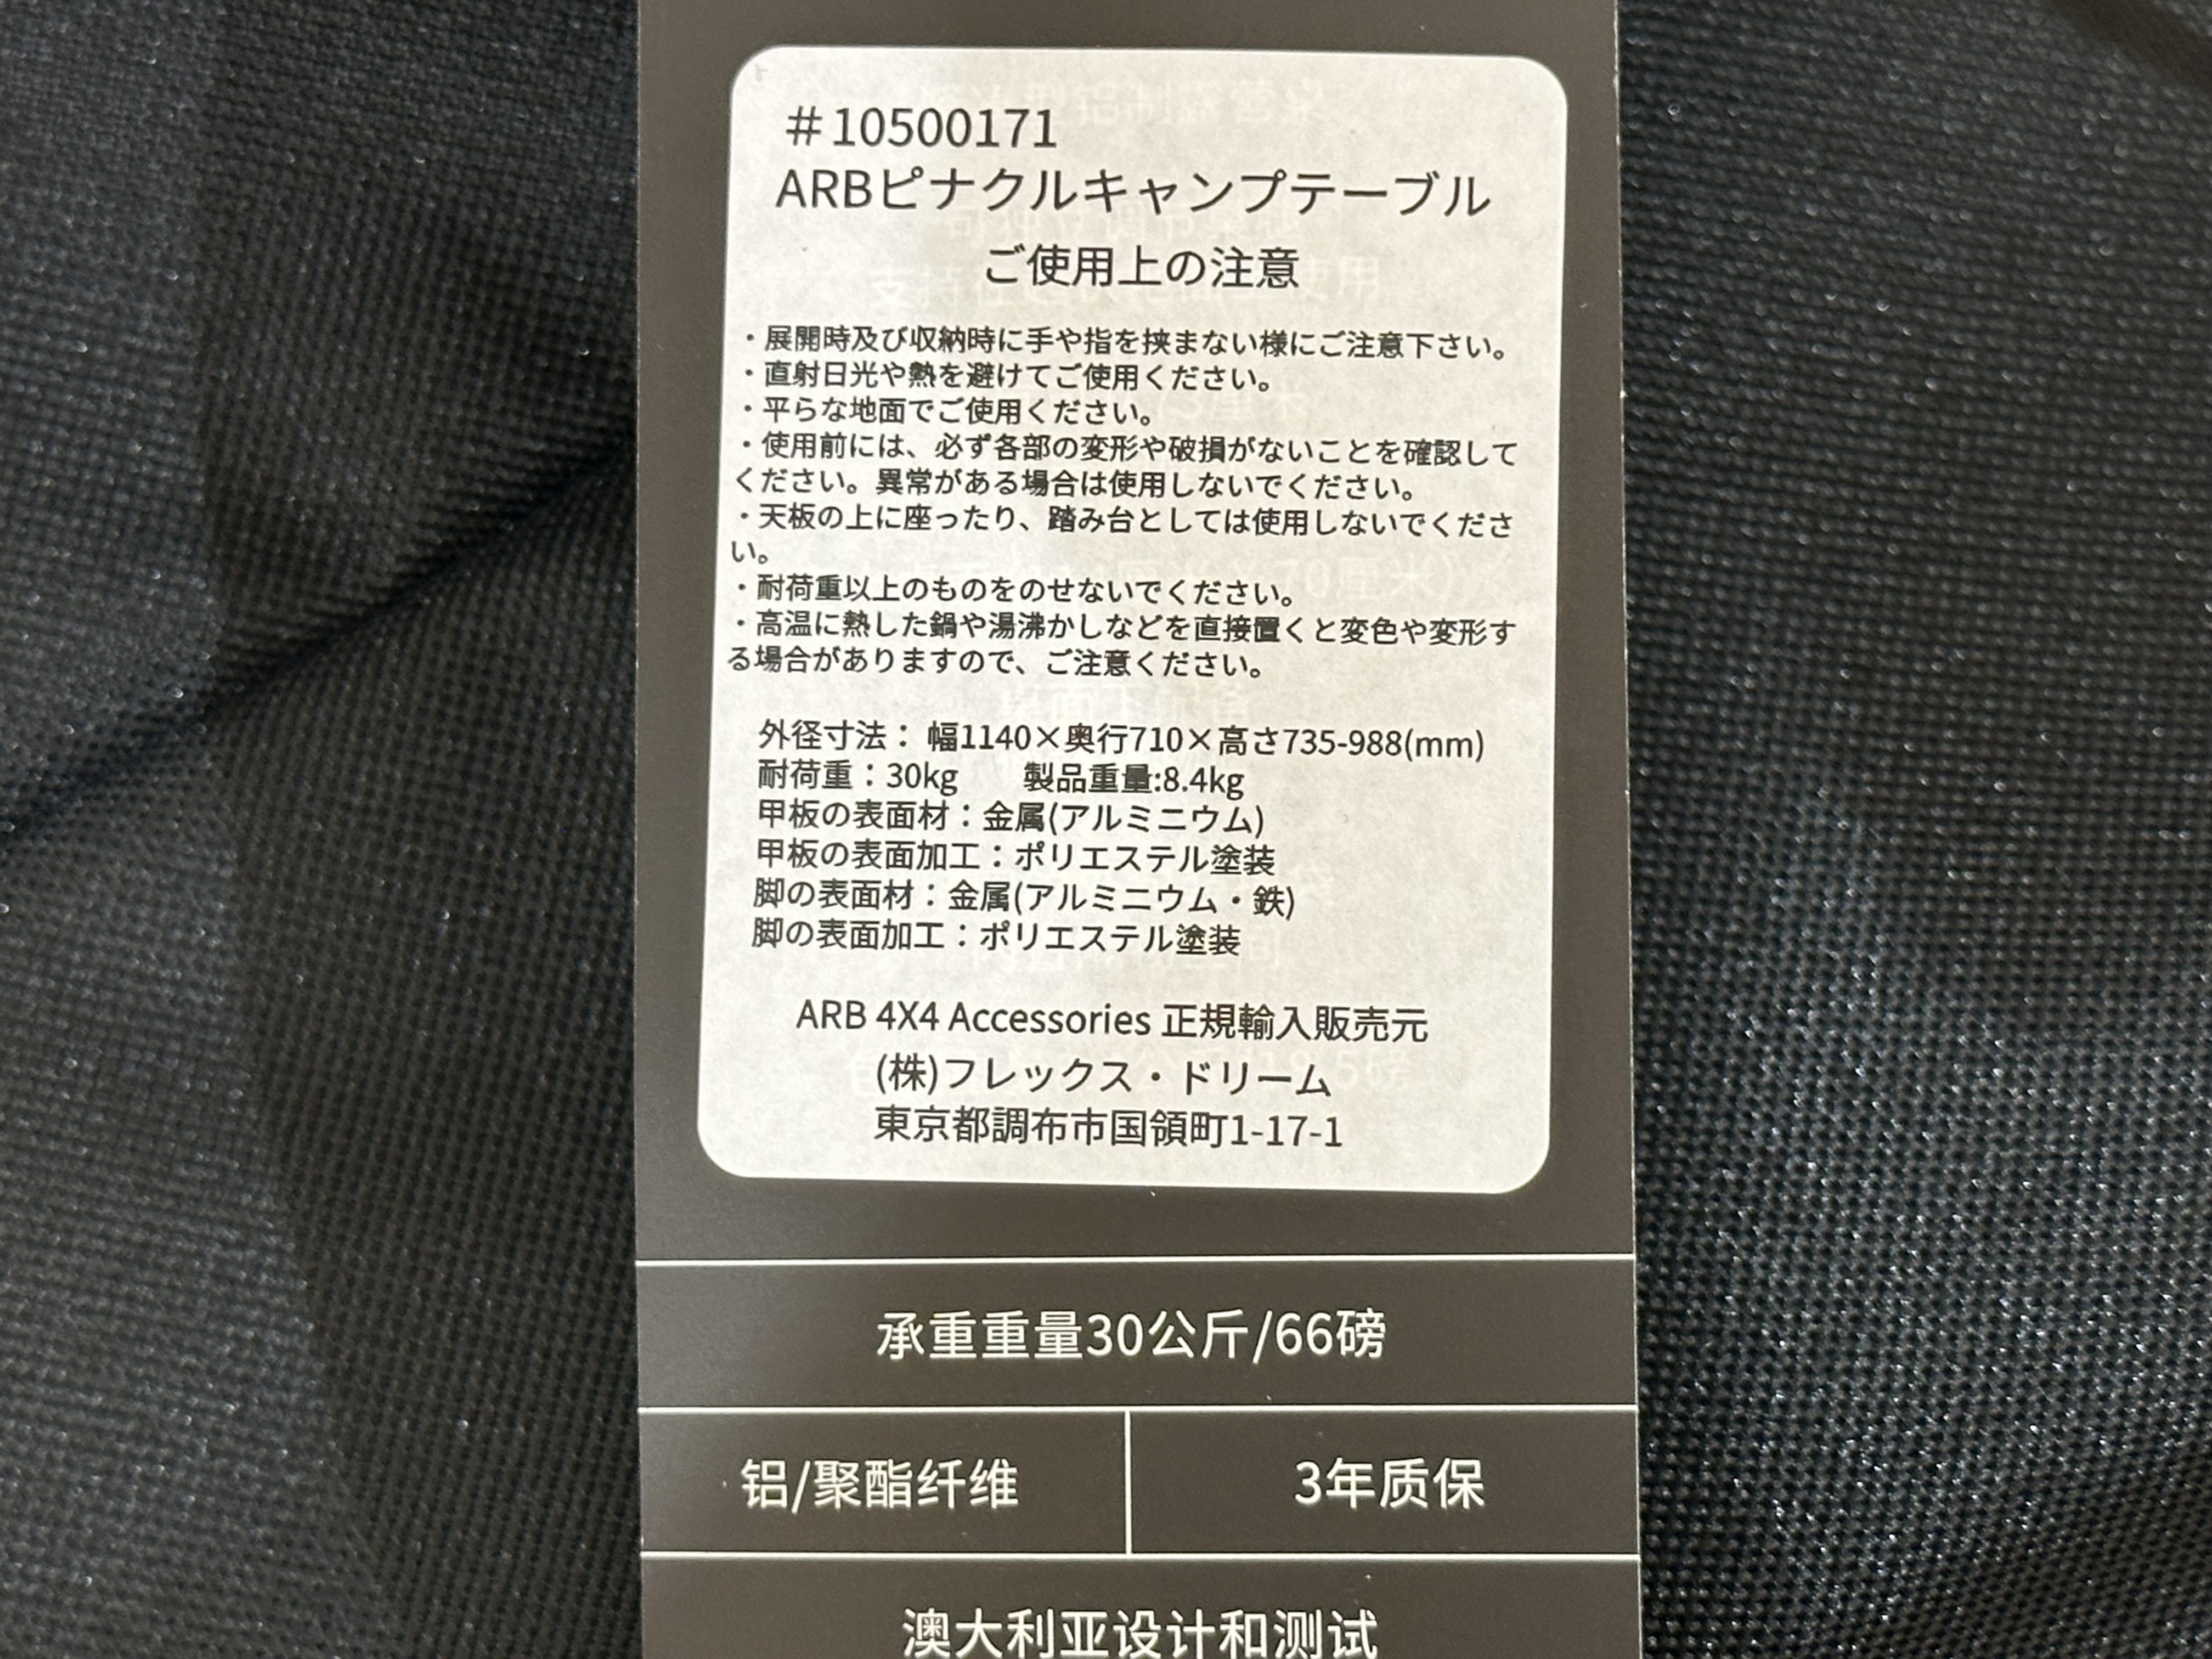 ＃10500171
ARBピナクルキャンプテーブル
ご使用上の注意
・展開時及び収納時に手や指を挟まない様にご注意下さい。
・直射日光や熱を避けてご使用ください。
・平らな地面でご使用ください。
・使用前には、必ず各部の変形や破損がないことを確認して
ください。異常がある場合は使用しないでください。
・天板の上に座ったり、踏み台としては使用しないでくださ
い。
・耐荷重以上のものをのせないでください。
・高温に熱した鍋や湯沸かしなどを直接置くと変色や変形す
る場合がありますので、ご注意ください。
外径寸法： 幅1140×奥行710×高さ735-988(mm)
耐荷重：30kg 製品重量:8.4kg
甲板の表面材：金属(アルミニウム)
甲板の表面加工：ポリエステル塗装
脚の表面材：金属(アルミニウム・鉄)
脚の表面加工：ポリエステル塗装
ARB 4X4 Accessories 正規輸入販売元
(株)フレックス・ドリーム
東京都調布市国領町1-17-1
承重重量30公斤/66磅
铝/聚酯纤维 3年质保
澳大利亚设计和测试